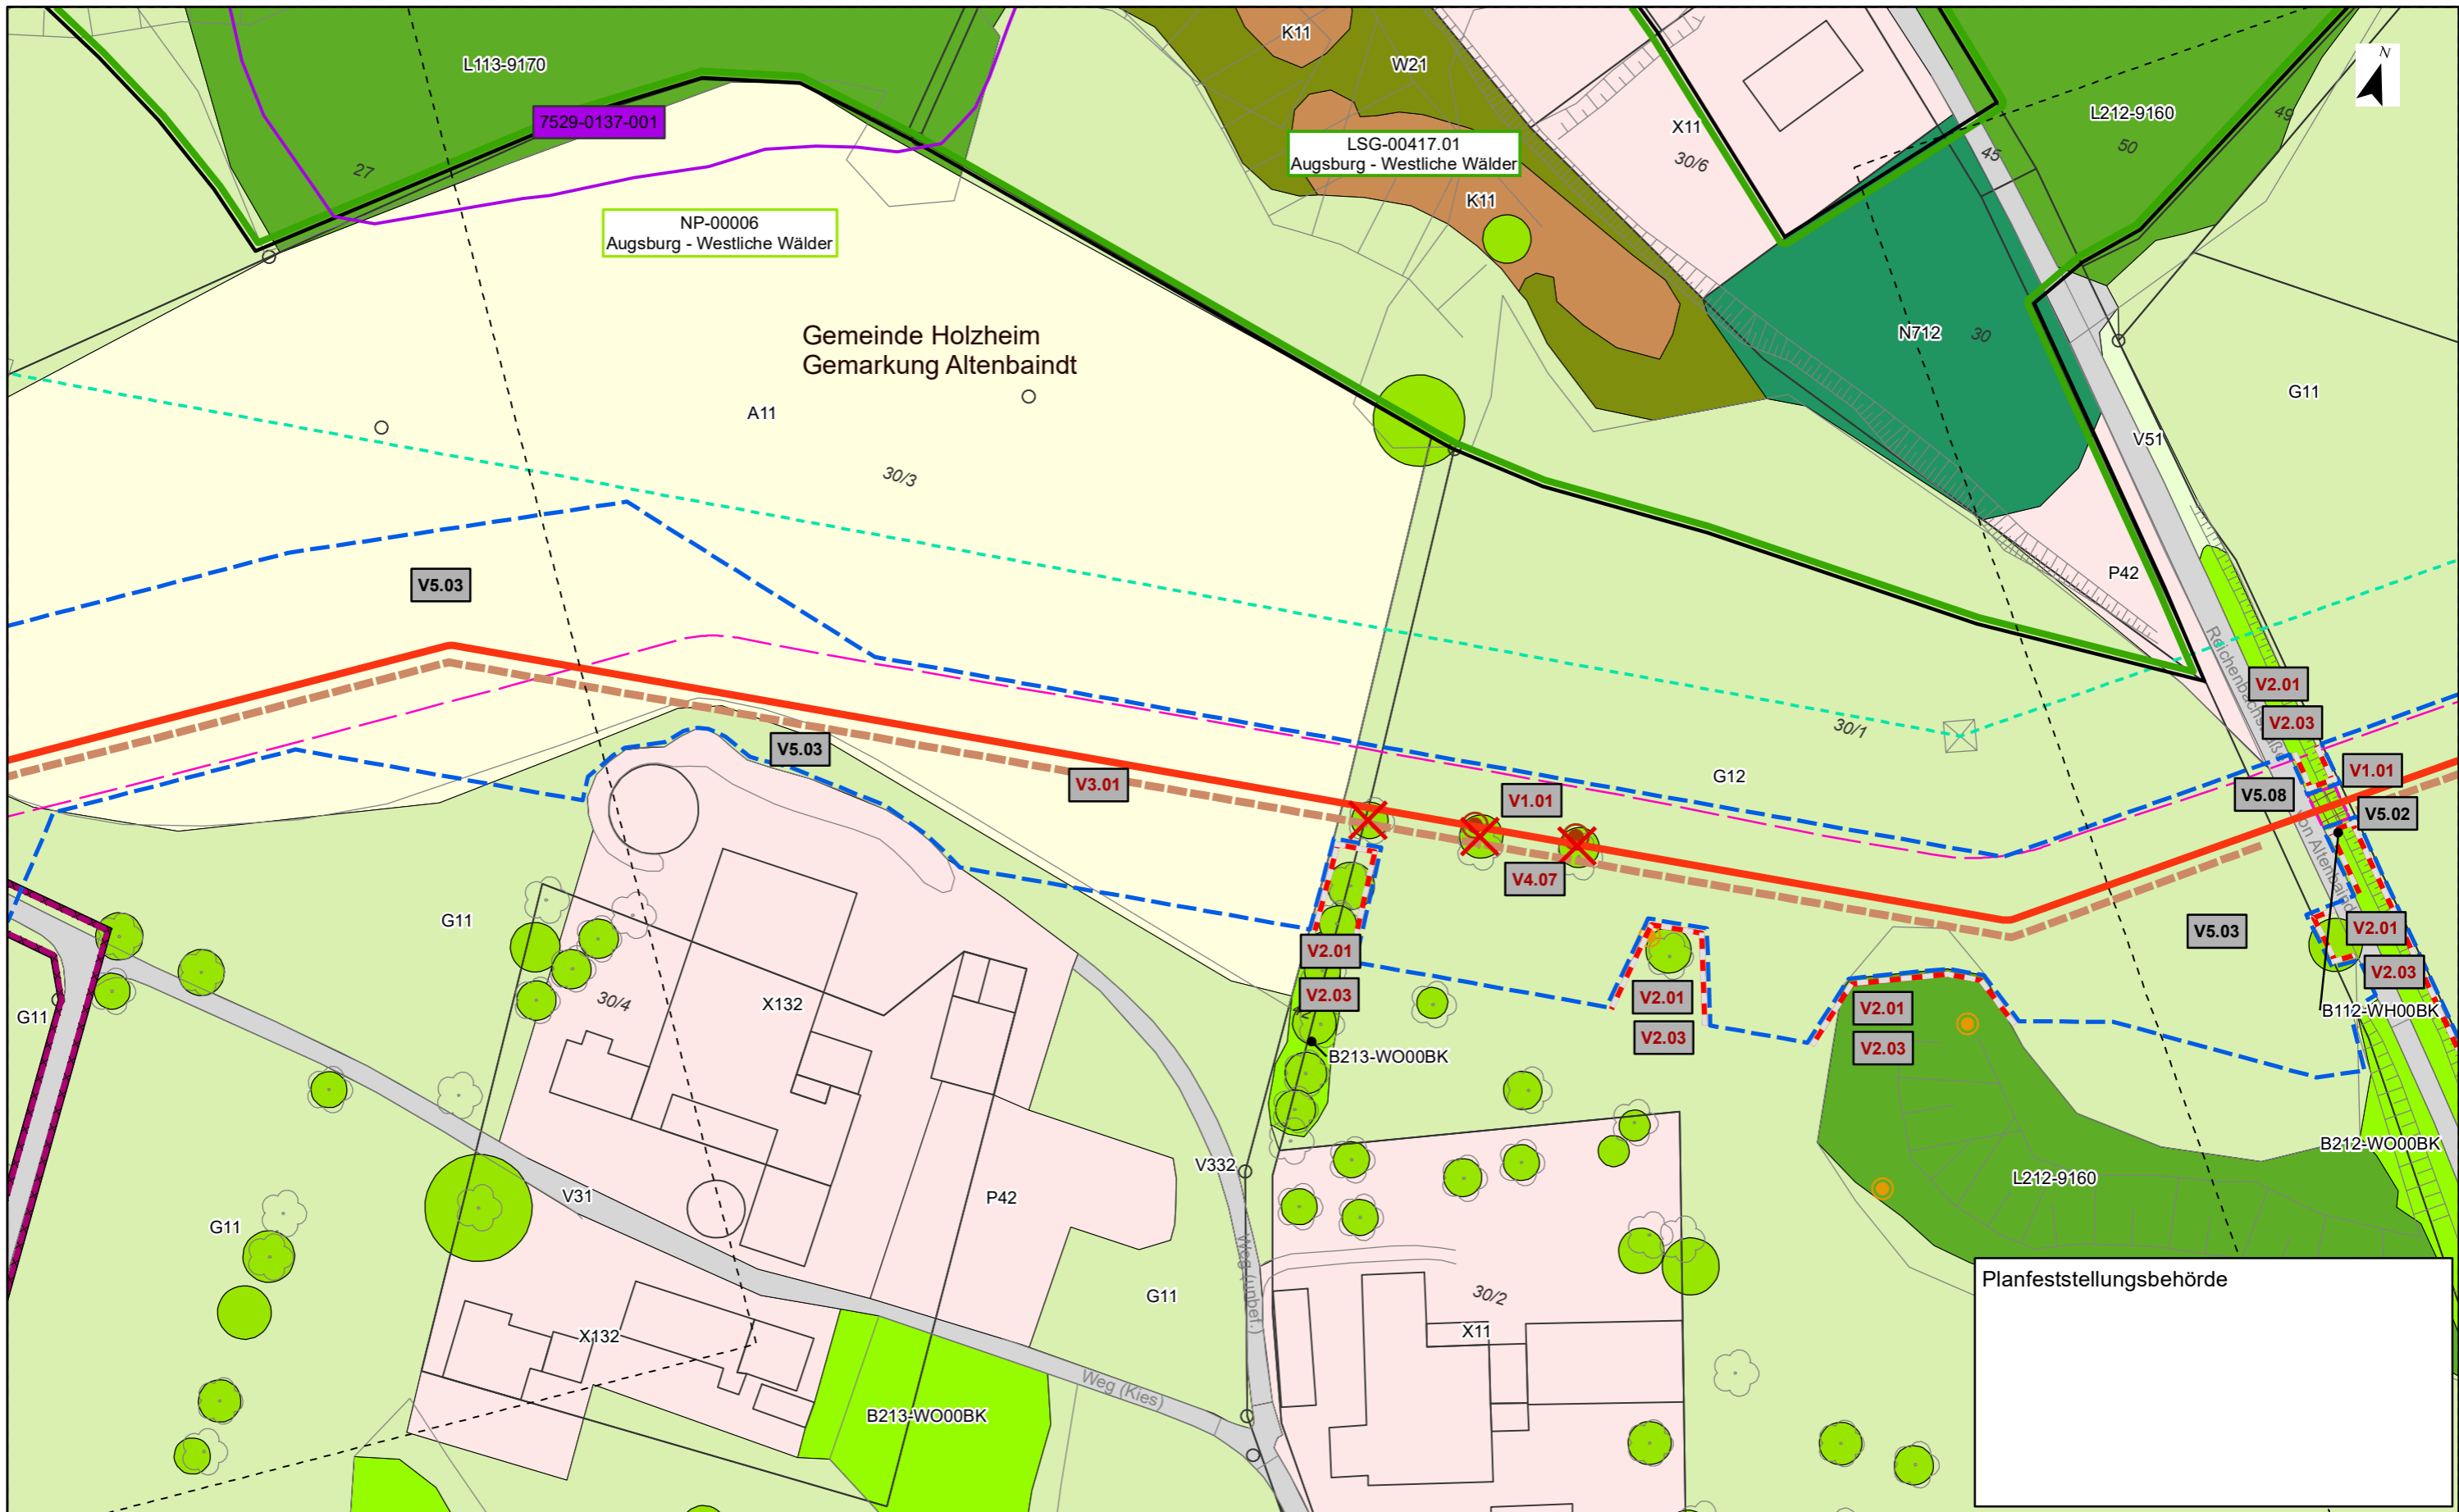 K11
L113-9170
W21
N
7529-0137-001
X11
L212-9160
49
LSG-00417.01
Augsburg - Westliche Wälder
30/6
45
50
27
K11
NP-00006
Augsburg - Westliche Wälder
Gemeinde Holzheim
Gemarkung Altenbaindt
N712
30
G11
A11
V51
30/3
V5.03
P42
V2.01
V2.03
30/1
V5.03
G12
V3.01
V1.01
V1.01
V5.08
V5.02
V4.07
G11
V2.01
V5.03
V2.01
V2.03
V2.01
V2.03
V2.01
V2.03
V2.03
30/4
X132
G11
B112-WH00BK
B213-WO00BK
B212-WO00BK
V332
L212-9160
V31
P42
G11
Weg (unbef.)
Planfeststellungsbehörde
G11
30/2
X132
X11
Weg (Kies)
B213-WO00BK